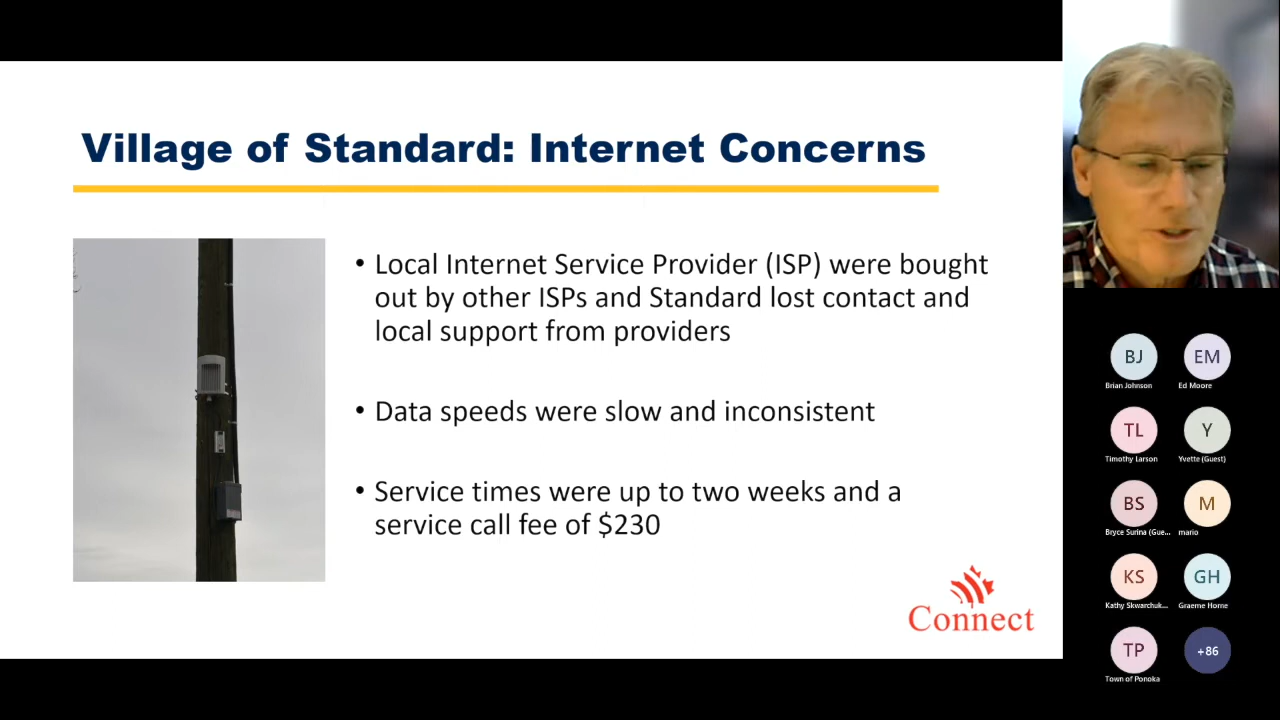 Village of Standard: Internet Concerns
• Local Internet Service Provider (ISP) were bought
out by other ISPs and Standard lost contact and
local support from providers
• Data speeds were slow and inconsistent
• Service times were up to two weeks and a
service call fee of $230
Connect
BJ
Brian Johnson
EM
Ed Moore
TL
Timothy Larson
Y
Yvette (Guest)
BS
Bryce Surina (Gue...
M
mario
KS
Kathy Skwarchuk...
GH
Graeme Horne
TP
Town of Ponoka
+86